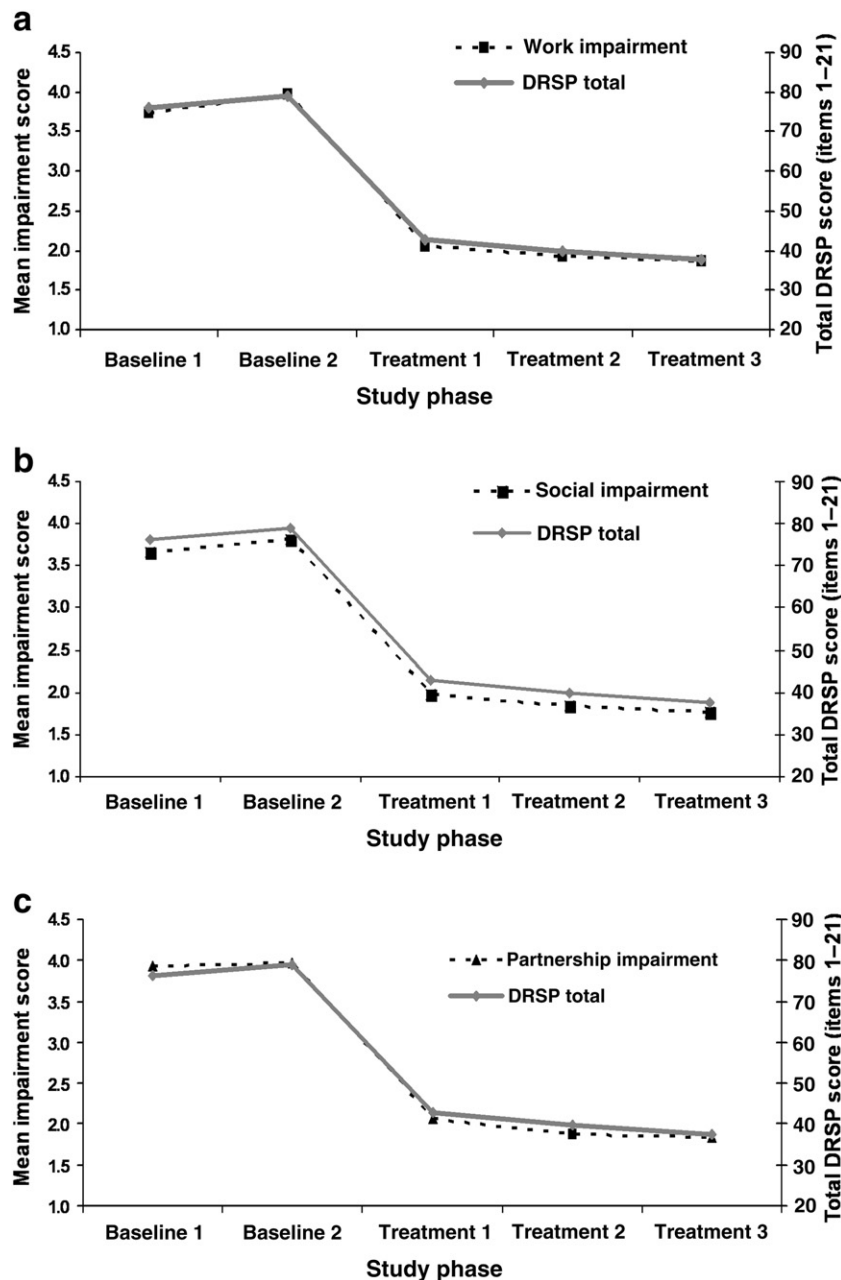 a
Work impairment
DRSP total
4.5
4.0
3.5
3.0
2.5
2.0
1.5
1.0
Mean impairment score
90
80
70
60
50
40
30
20
Total DRSP score (items 1–21)
Baseline 1 Baseline 2 Treatment 1 Treatment 2 Treatment 3
Study phase
b
Social impairment
DRSP total
4.5
4.0
3.5
3.0
2.5
2.0
1.5
1.0
Mean impairment score
90
80
70
60
50
40
30
20
Total DRSP score (items 1–21)
Baseline 1 Baseline 2 Treatment 1 Treatment 2 Treatment 3
Study phase
c
Partnership impairment
DRSP total
4.5
4.0
3.5
3.0
2.5
2.0
1.5
1.0
Mean impairment score
90
80
70
60
50
40
30
20
Total DRSP score (items 1–21)
Baseline 1 Baseline 2 Treatment 1 Treatment 2 Treatment 3
Study phase